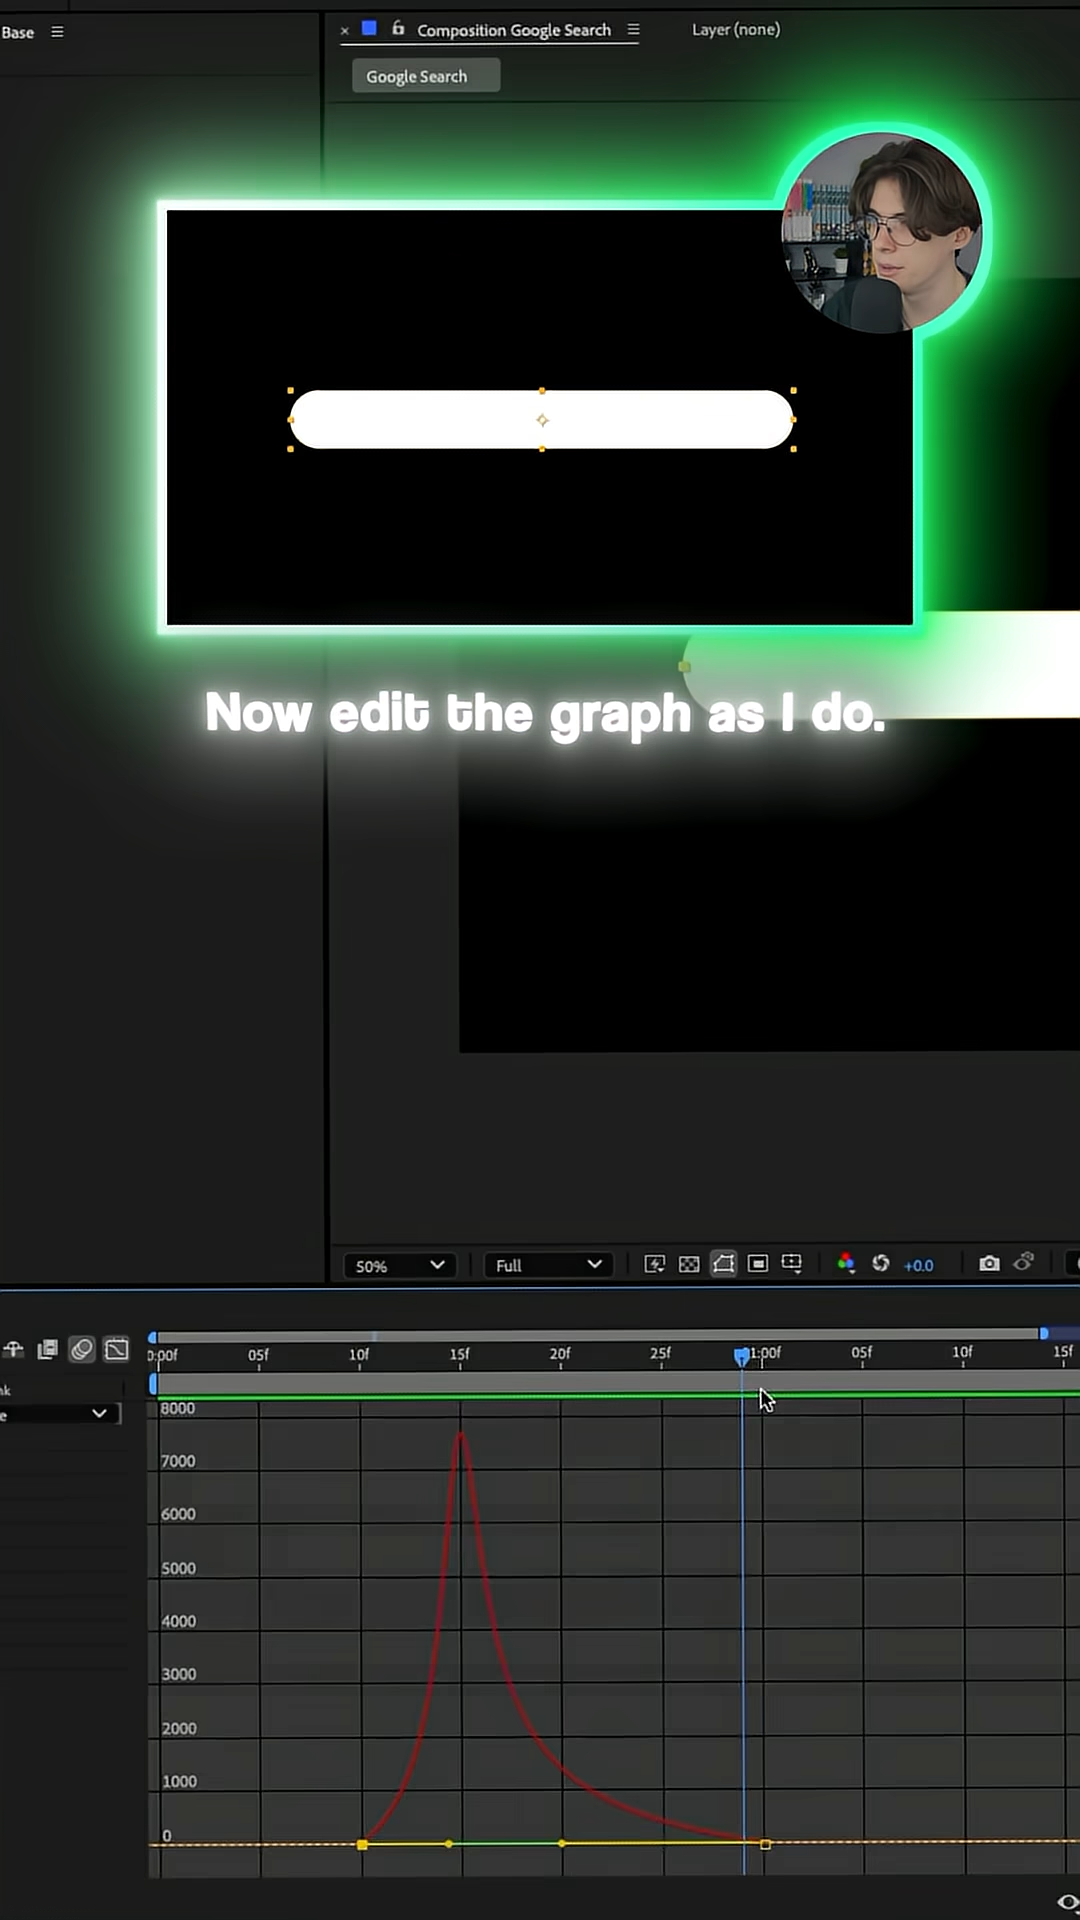 Base
Composition Google Search
Layer (none)
Google Search
Now edit the graph as I do.
50%
Full
+0.0
0:00f 05f 10f 15f 20f 25f 01:00f 05f 10f 15f
nk
e
8000
7000
6000
5000
4000
3000
2000
1000
0